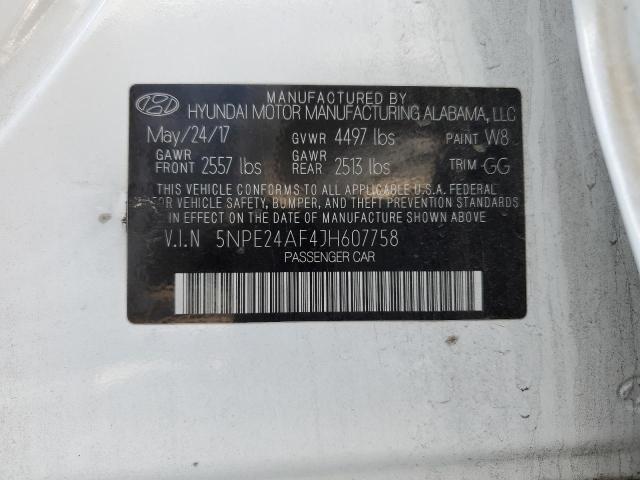 MANUFACTURED BY
HYUNDAI MOTOR MANUFACTURING ALABAMA, LLC
May/24/17 GVWR 4497 lbs PAINT W8
GAWR FRONT 2557 lbs GAWR REAR 2513 lbs TRIM -GG
THIS VEHICLE CONFORMS TO ALL APPLICABLE U.S.A. FEDERAL
MOTOR VEHICLE SAFETY, BUMPER, AND THEFT PREVENTION STANDARDS
IN EFFECT ON THE DATE OF MANUFACTURE SHOWN ABOVE
V.I.N 5NPE24AF4JH607758
PASSENGER CAR